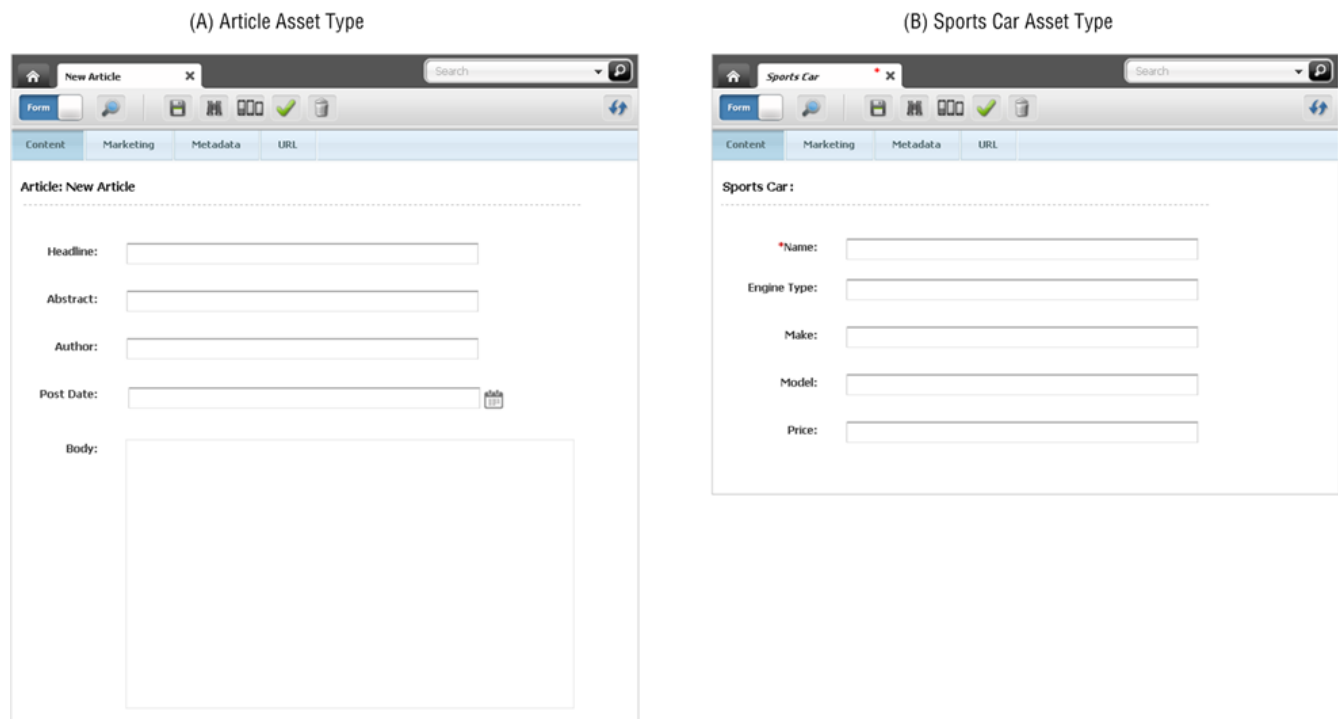 (A) Article Asset Type
New Article
Search
Form
Content Marketing Metadata URL
Article: New Article
Headline:
Abstract:
Author:
Post Date:
Body:
(B) Sports Car Asset Type
Sports Car *
Search
Form
Content Marketing Metadata URL
Sports Car:
*Name:
Engine Type:
Make:
Model:
Price: